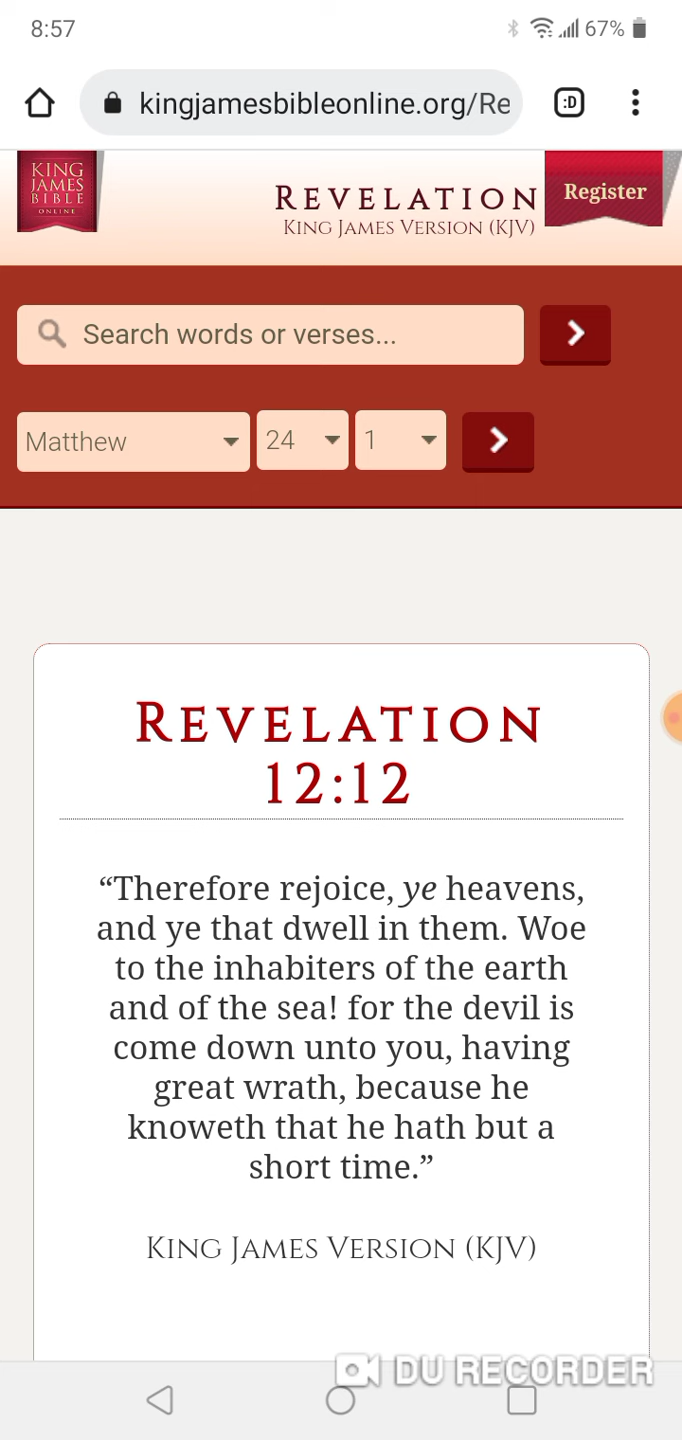 8:57
67%
kingjamesbibleonline.org/Re
:D
KING
JAMES
BIBLE
ONLINE
REVELATION
KING JAMES VERSION (KJV)
Register
Search words or verses...
Matthew 24 1
REVELATION
12:12
“Therefore rejoice, ye heavens,
and ye that dwell in them. Woe
to the inhabiters of the earth
and of the sea! for the devil is
come down unto you, having
great wrath, because he
knoweth that he hath but a
short time.”
KING JAMES VERSION (KJV)
DU RECORDER